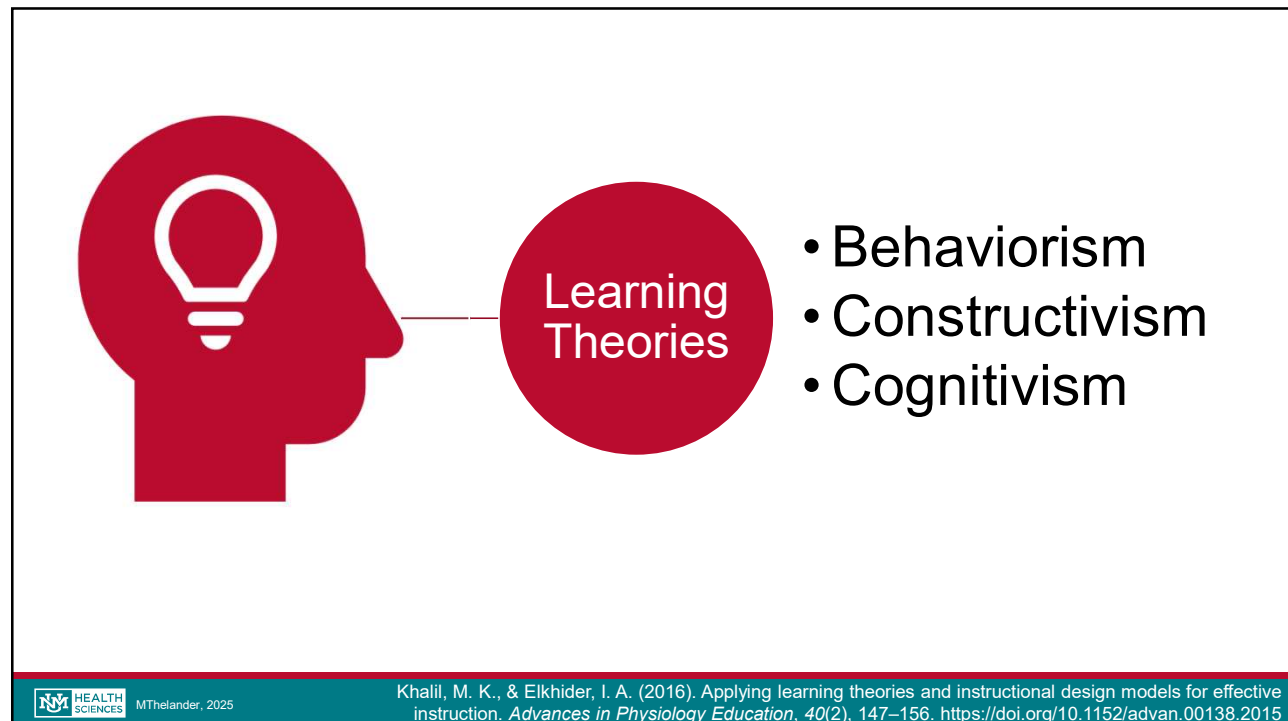 Learning
Theories
• Behaviorism
• Constructivism
• Cognitivism
UNM HEALTH
SCIENCES
MThelander, 2025
Khalil, M. K., & Elkhider, I. A. (2016). Applying learning theories and instructional design models for effective
instruction. Advances in Physiology Education, 40(2), 147–156. https://doi.org/10.1152/advan.00138.2015